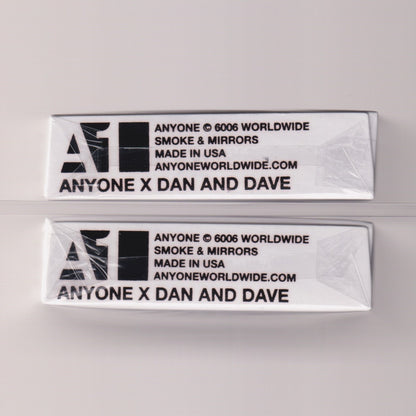 A1
ANYONE © 6006 WORLDWIDE
SMOKE & MIRRORS
MADE IN USA
ANYONEWORLDWIDE.COM
ANYONE X DAN AND DAVE
A1
ANYONE © 6006 WORLDWIDE
SMOKE & MIRRORS
MADE IN USA
ANYONEWORLDWIDE.COM
ANYONE X DAN AND DAVE